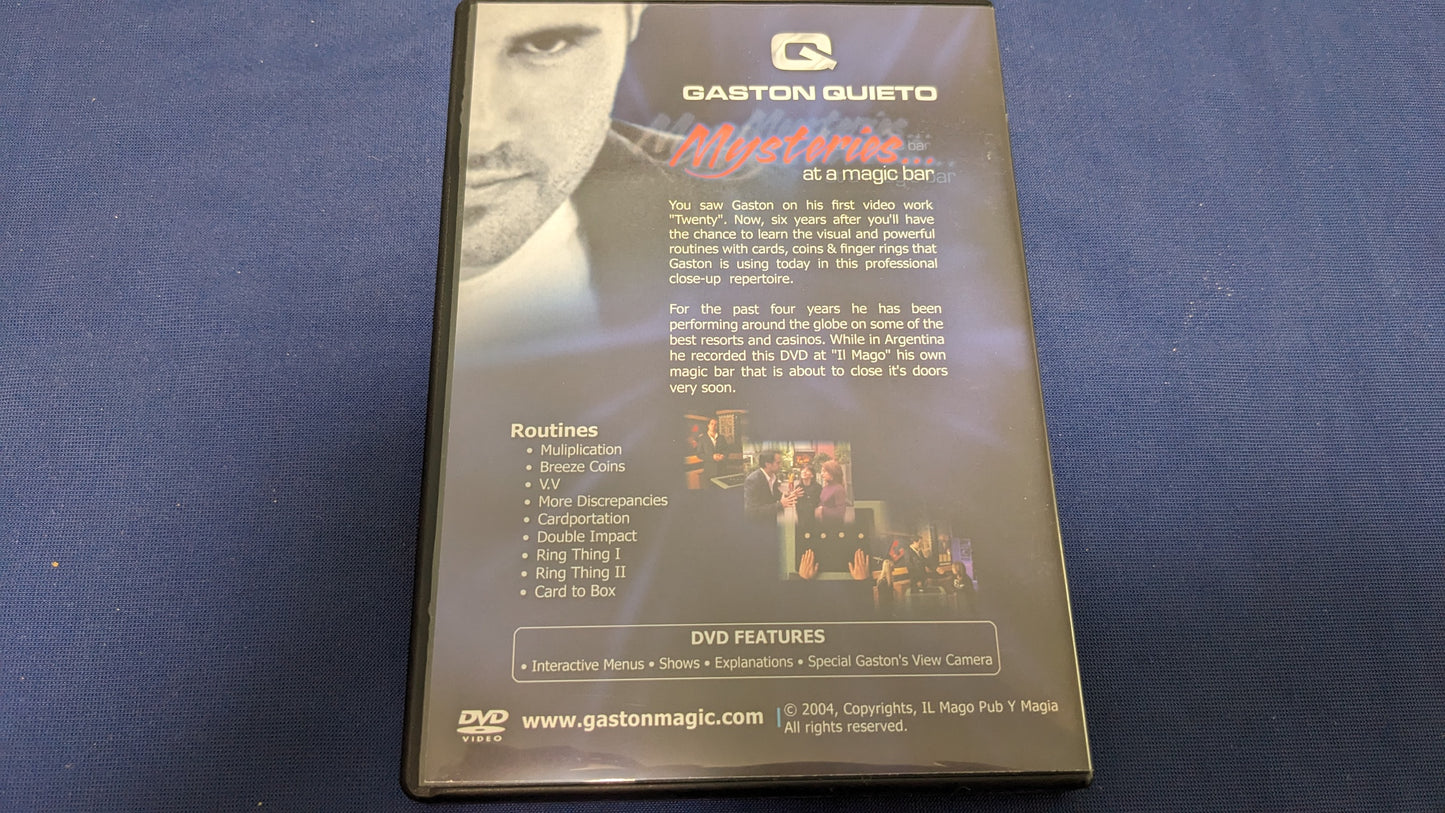 Q
GASTON QUIETO
Mysteries...
at a magic bar
You saw Gaston on his first video work
"Twenty". Now, six years after you'll have
the chance to learn the visual and powerful
routines with cards, coins & finger rings that
Gaston is using today in this professional
close-up repertoire.
For the past four years he has been
performing around the globe on some of the
best resorts and casinos. While in Argentina
he recorded this DVD at "Il Mago" his own
magic bar that is about to close it's doors
very soon.
Routines
• Muliplication
• Breeze Coins
• V.V
• More Discrepancies
• Cardportation
• Double Impact
• Ring Thing I
• Ring Thing II
• Card to Box
DVD FEATURES
• Interactive Menus • Shows • Explanations • Special Gaston's View Camera
DVD
VIDEO
www.gastonmagic.com
© 2004, Copyrights, IL Mago Pub Y Magia
All rights reserved.